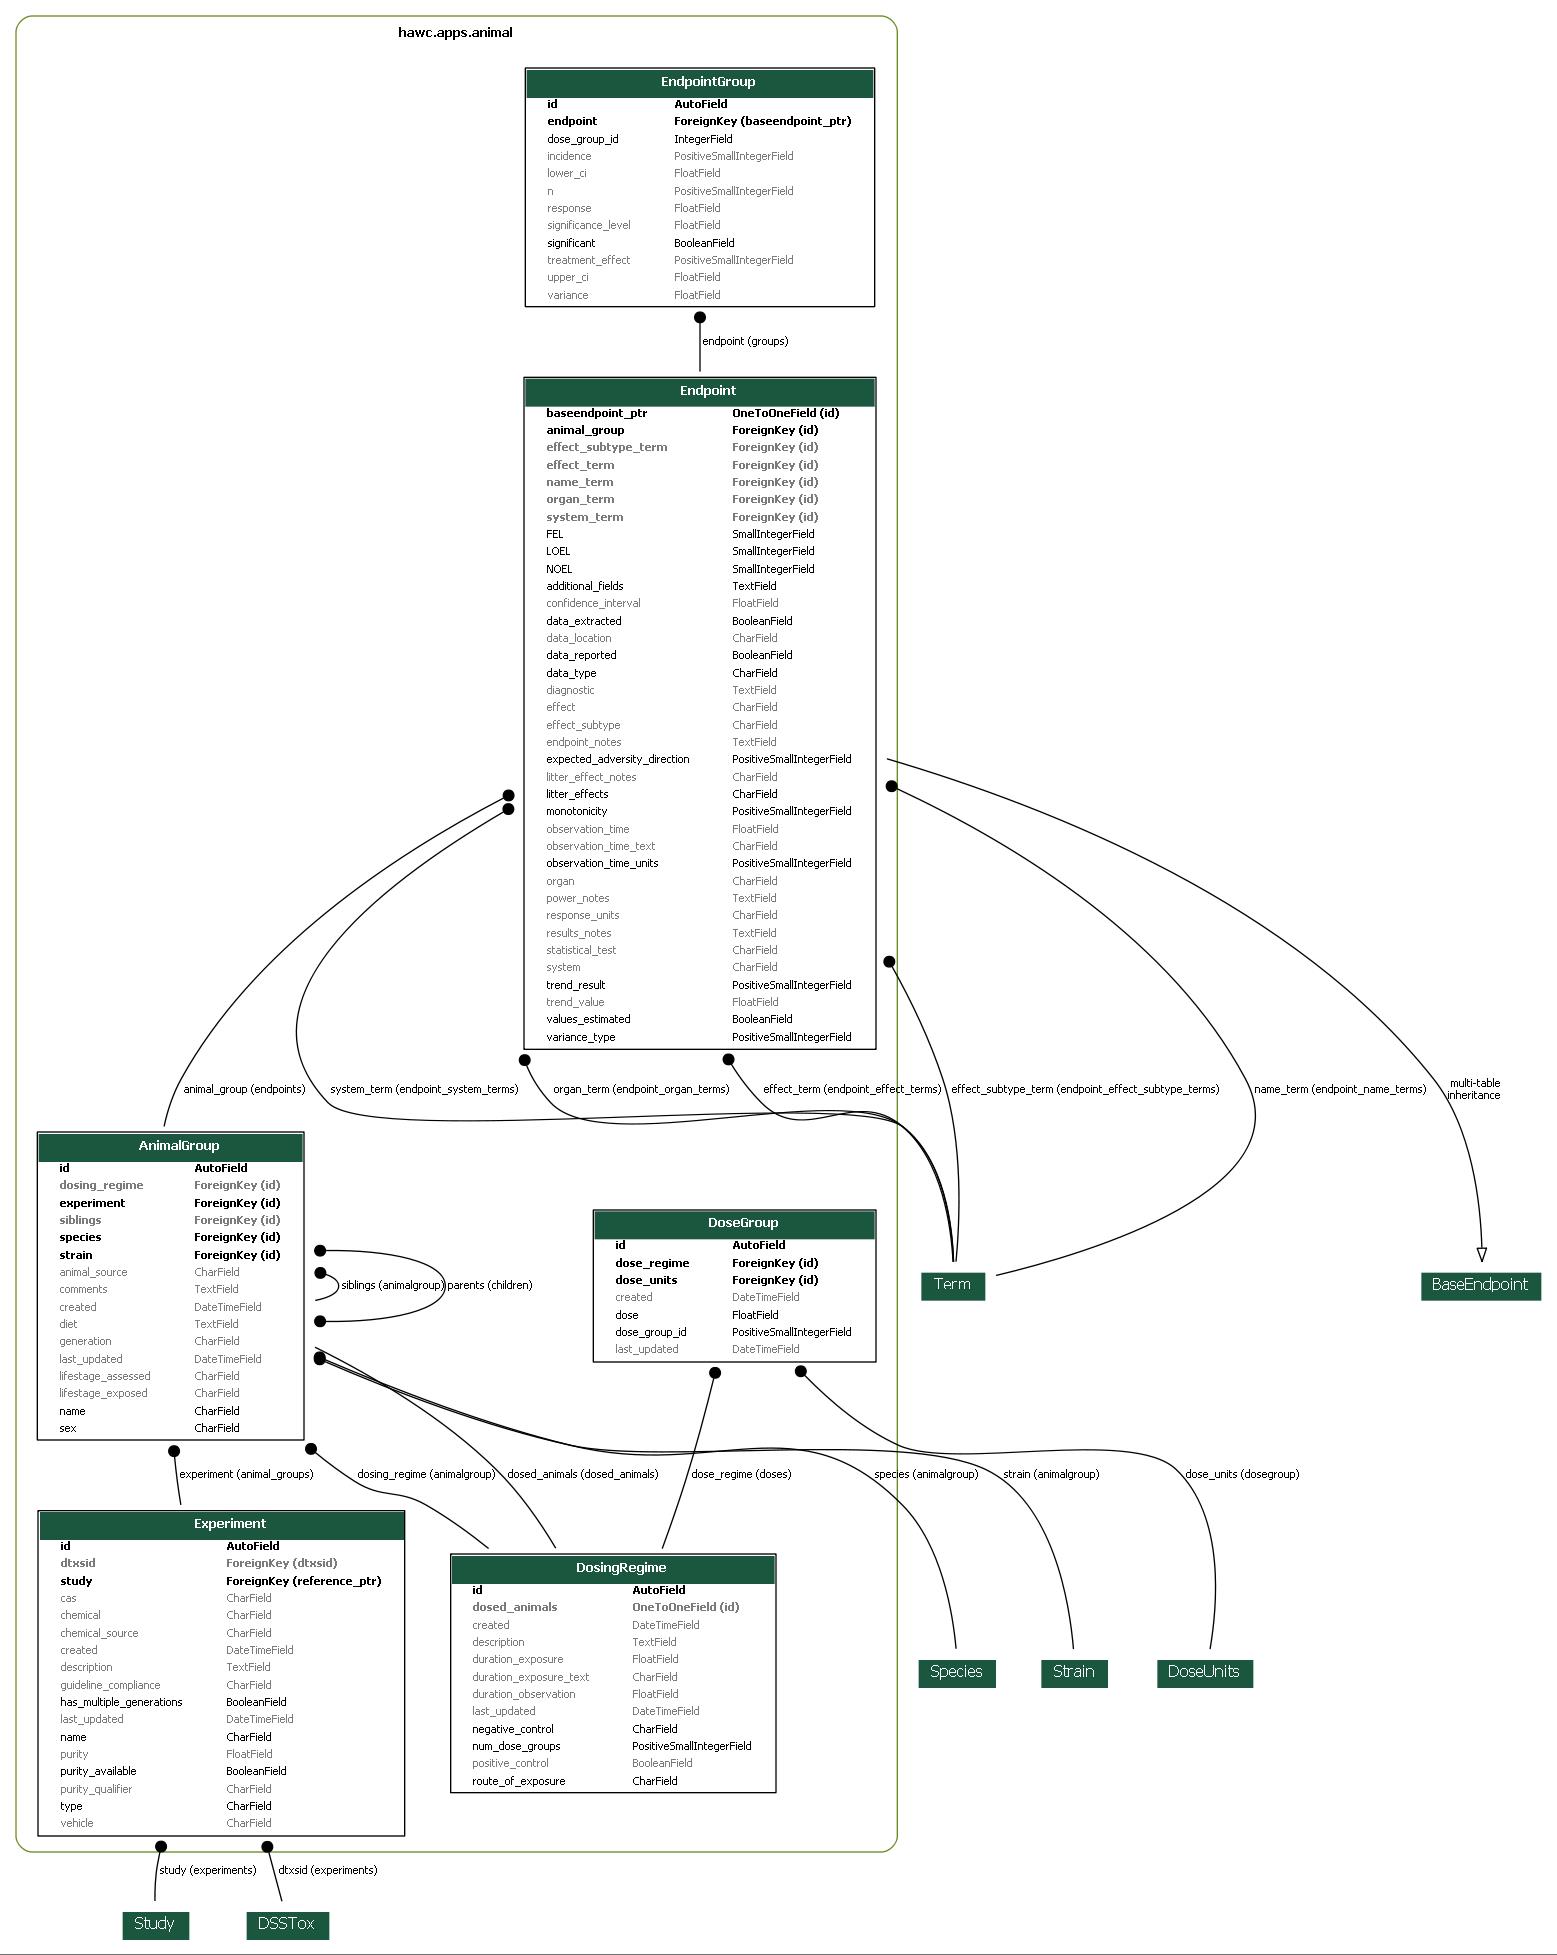 hawc.apps.animal
EndpointGroup
id AutoField
endpoint ForeignKey (baseendpoint_ptr)
dose_group_id IntegerField
incidence PositiveSmallIntegerField
lower_ci FloatField
n PositiveSmallIntegerField
response FloatField
significance_level FloatField
significant BooleanField
treatment_effect PositiveSmallIntegerField
upper_ci FloatField
variance FloatField
endpoint (groups)
Endpoint
baseendpoint_ptr OneToOneField (id)
animal_group ForeignKey (id)
effect_subtype_term ForeignKey (id)
effect_term ForeignKey (id)
name_term ForeignKey (id)
organ_term ForeignKey (id)
system_term ForeignKey (id)
FEL SmallIntegerField
LOEL SmallIntegerField
NOEL SmallIntegerField
additional_fields TextField
confidence_interval FloatField
data_extracted BooleanField
data_location CharField
data_reported BooleanField
data_type CharField
diagnostic TextField
effect CharField
effect_subtype CharField
endpoint_notes TextField
expected_adversity_direction PositiveSmallIntegerField
litter_effect_notes CharField
litter_effects CharField
monotonicity PositiveSmallIntegerField
observation_time FloatField
observation_time_text CharField
observation_time_units PositiveSmallIntegerField
organ CharField
power_notes TextField
response_units CharField
results_notes TextField
statistical_test CharField
system CharField
trend_result PositiveSmallIntegerField
trend_value FloatField
values_estimated BooleanField
variance_type PositiveSmallIntegerField
animal_group (endpoints) system_term (endpoint_system_terms) organ_term (endpoint_organ_terms) effect_term (endpoint_effect_terms) effect_subtype_term (endpoint_effect_subtype_terms) name_term (endpoint_name_terms)
multi-table
inheritance
AnimalGroup
id AutoField
dosing_regime ForeignKey (id)
experiment ForeignKey (id)
siblings ForeignKey (id)
species ForeignKey (id)
strain ForeignKey (id)
animal_source CharField
comments TextField
created DateTimeField
diet TextField
generation CharField
last_updated DateTimeField
lifestage_assessed CharField
lifestage_exposed CharField
name CharField
sex CharField
siblings (animalgroup) parents (children)
DoseGroup
id AutoField
dose_regime ForeignKey (id)
dose_units ForeignKey (id)
created DateTimeField
dose FloatField
dose_group_id PositiveSmallIntegerField
last_updated DateTimeField
Term
BaseEndpoint
experiment (animal_groups) dosing_regime (animalgroup) dosed_animals (dosed_animals) dose_regime (doses) species (animalgroup) strain (animalgroup) dose_units (dosegroup)
Experiment
id AutoField
dtxsid ForeignKey (dtxsid)
study ForeignKey (reference_ptr)
cas CharField
chemical CharField
chemical_source CharField
created DateTimeField
description TextField
guideline_compliance CharField
has_multiple_generations BooleanField
last_updated DateTimeField
name CharField
purity FloatField
purity_available BooleanField
purity_qualifier CharField
type CharField
vehicle CharField
DosingRegime
id AutoField
dosed_animals OneToOneField (id)
created DateTimeField
description TextField
duration_exposure FloatField
duration_exposure_text CharField
duration_observation FloatField
last_updated DateTimeField
negative_control CharField
num_dose_groups PositiveSmallIntegerField
positive_control BooleanField
route_of_exposure CharField
Species
Strain
DoseUnits
study (experiments) dtxsid (experiments)
Study
DSSTox